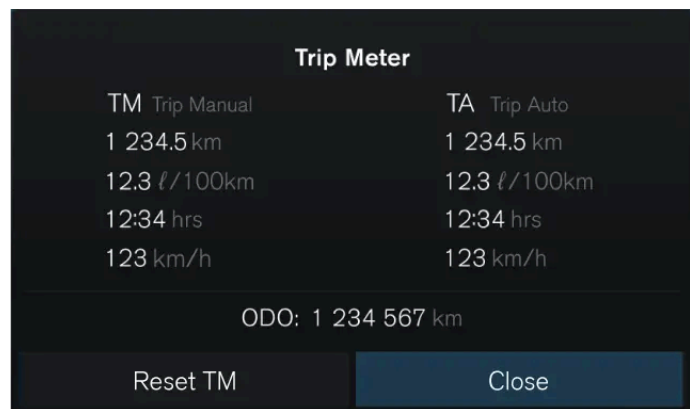 Trip Meter
TM Trip Manual
1 234.5 km
12.3 ℓ/100km
12:34 hrs
123 km/h
TA Trip Auto
1 234.5 km
12.3 ℓ/100km
12:34 hrs
123 km/h
ODO: 1 234 567 km
Reset TM
Close